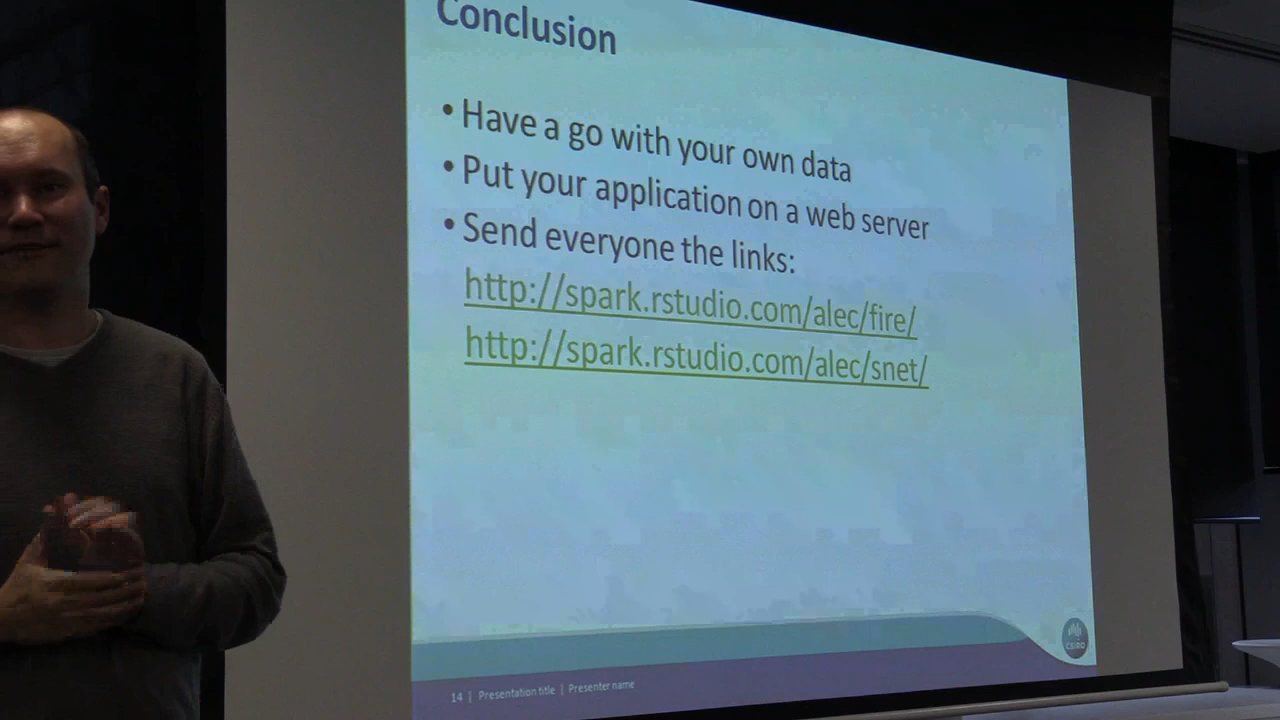 Conclusion
• Have a go with your own data
• Put your application on a web server
• Send everyone the links:
http://spark.rstudio.com/alec/fire/
http://spark.rstudio.com/alec/snet/
CSIRO
14 | Presentation title | Presenter name